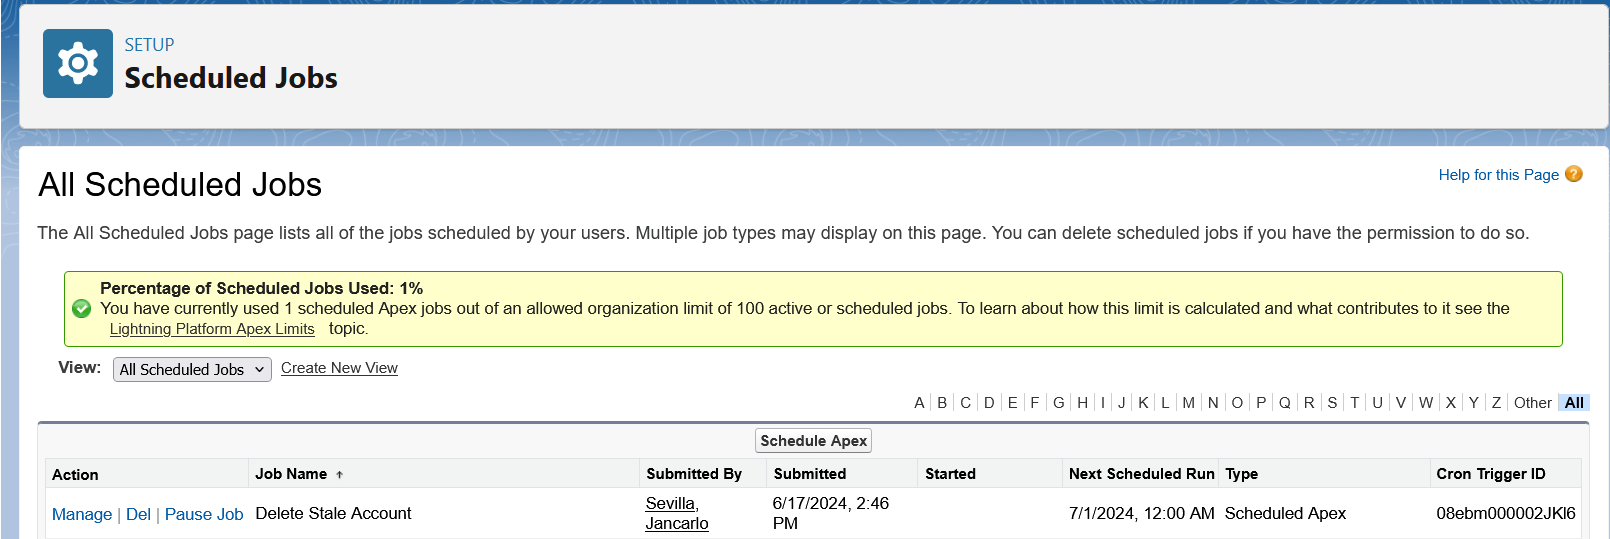 SETUP
Scheduled Jobs
All Scheduled Jobs
Help for this Page ?
The All Scheduled Jobs page lists all of the jobs scheduled by your users. Multiple job types may display on this page. You can delete scheduled jobs if you have the permission to do so.
Percentage of Scheduled Jobs Used: 1%
You have currently used 1 scheduled Apex jobs out of an allowed organization limit of 100 active or scheduled jobs. To learn about how this limit is calculated and what contributes to it see the
Lightning Platform Apex Limits topic.
View: All Scheduled Jobs Create New View
A | B | C | D | E | F | G | H | I | J | K | L | M | N | O | P | Q | R | S | T | U | V | W | X | Y | Z | Other | All
Schedule Apex
Action Job Name ↑ Submitted By Submitted Started Next Scheduled Run Type Cron Trigger ID
Manage | Del | Pause Job Delete Stale Account Sevilla, Jancarlo 6/17/2024, 2:46 PM 7/1/2024, 12:00 AM Scheduled Apex 08ebm000002JKl6